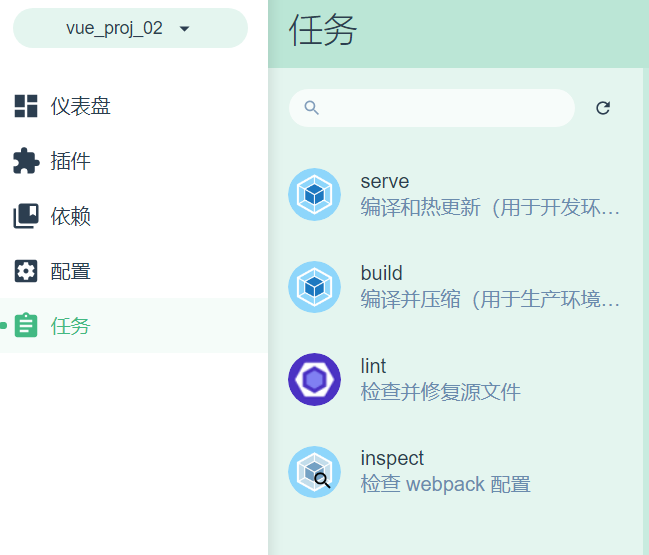 vue_proj_02
任务
仪表盘
插件
依赖
配置
任务
serve
编译和热更新（用于开发环…
build
编译并压缩（用于生产环境…
lint
检查并修复源文件
inspect
检查 webpack 配置